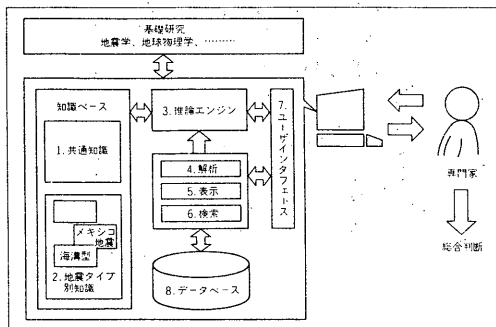 基礎研究
地震学、地球物理学、………
知識ベース
1.共通知識
メキシコ
地震
海溝型
2.地震タイプ
別知識
3.推論エンジン
4.解析
5.表示
6.検索
7.ユーザインタフェース
8.データベース
専門家
総合判断